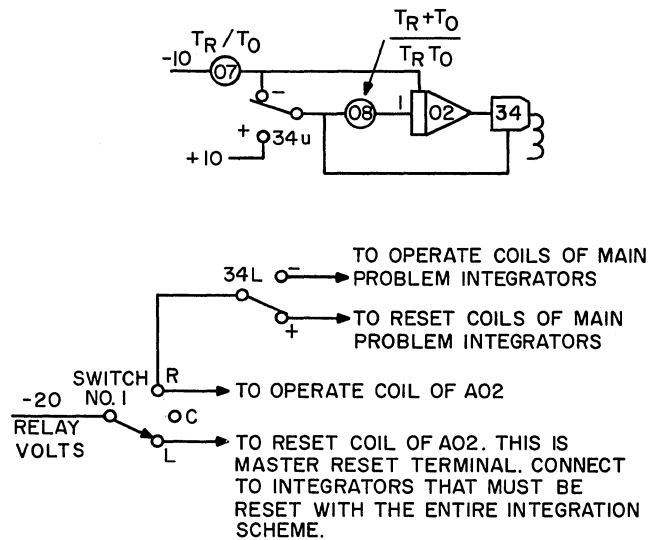 T_R/T_O
-10
07
T_R+T_O
T_R T_O
-
+
34u
+10
08
1
02
34
34L
-
TO OPERATE COILS OF MAIN
PROBLEM INTEGRATORS
+
TO RESET COILS OF MAIN
PROBLEM INTEGRATORS
SWITCH
NO. 1
R
TO OPERATE COIL OF A02
-20
RELAY
VOLTS
C
L
TO RESET COIL OF A02. THIS IS
MASTER RESET TERMINAL. CONNECT
TO INTEGRATORS THAT MUST BE
RESET WITH THE ENTIRE INTEGRATION
SCHEME.